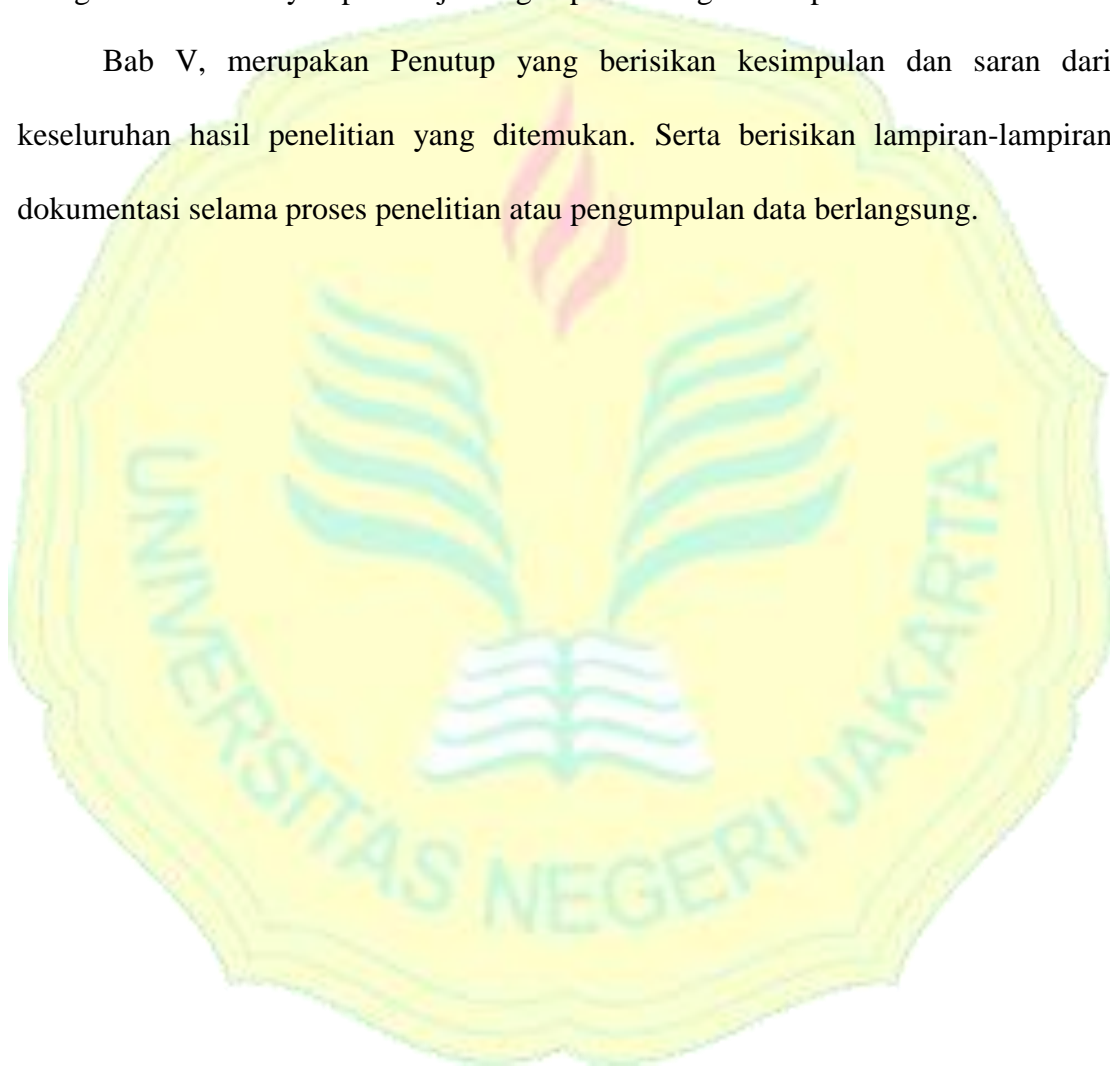 Bab V, merupakan Penutup yang berisikan kesimpulan dan saran dari
keseluruhan hasil penelitian yang ditemukan. Serta berisikan lampiran-lampiran
dokumentasi selama proses penelitian atau pengumpulan data berlangsung.
UNIVERSITAS NEGERI JAKARTA